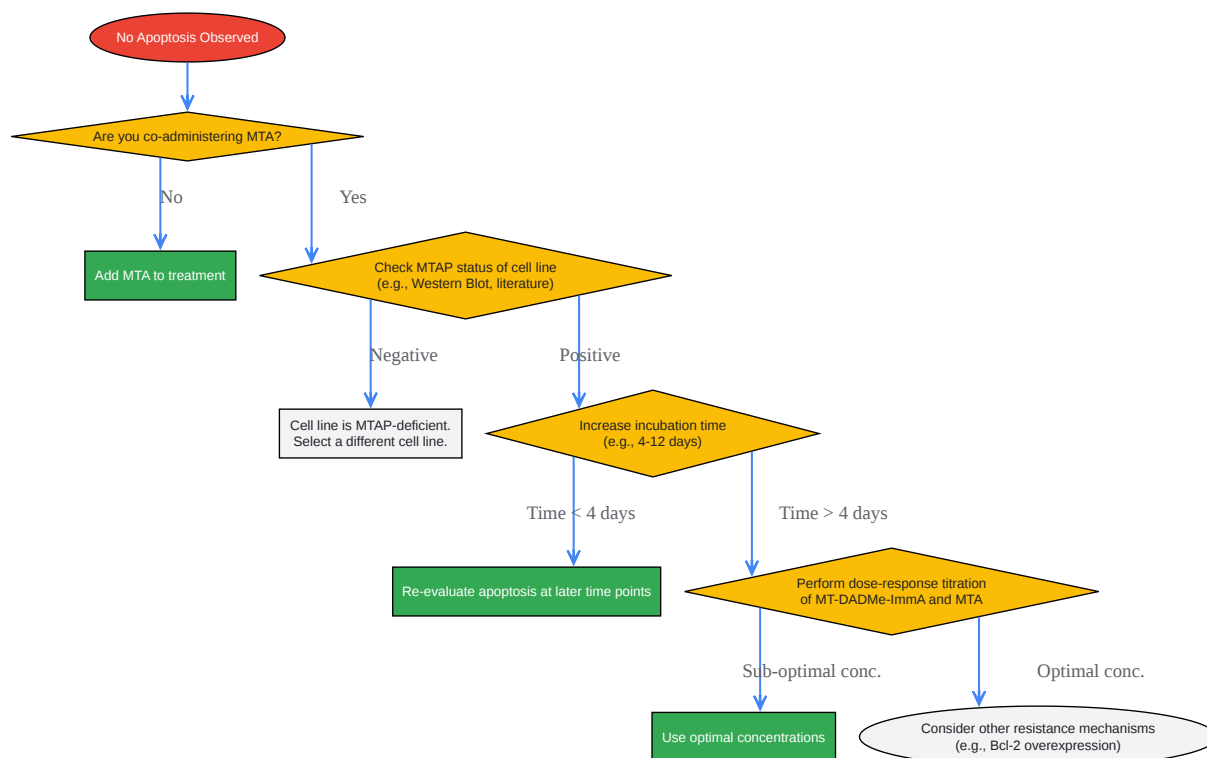 No Apoptosis Observed
Are you co-administering MTA?
No
Yes
Add MTA to treatment
Check MTAP status of cell line
(e.g., Western Blot, literature)
Negative
Positive
Cell line is MTAP-deficient.
Select a different cell line.
Increase incubation time
(e.g., 4-12 days)
Time < 4 days
Time > 4 days
Re-evaluate apoptosis at later time points
Perform dose-response titration
of MT-DADMe-ImmA and MTA
Sub-optimal conc.
Optimal conc.
Use optimal concentrations
Consider other resistance mechanisms
(e.g., Bcl-2 overexpression)